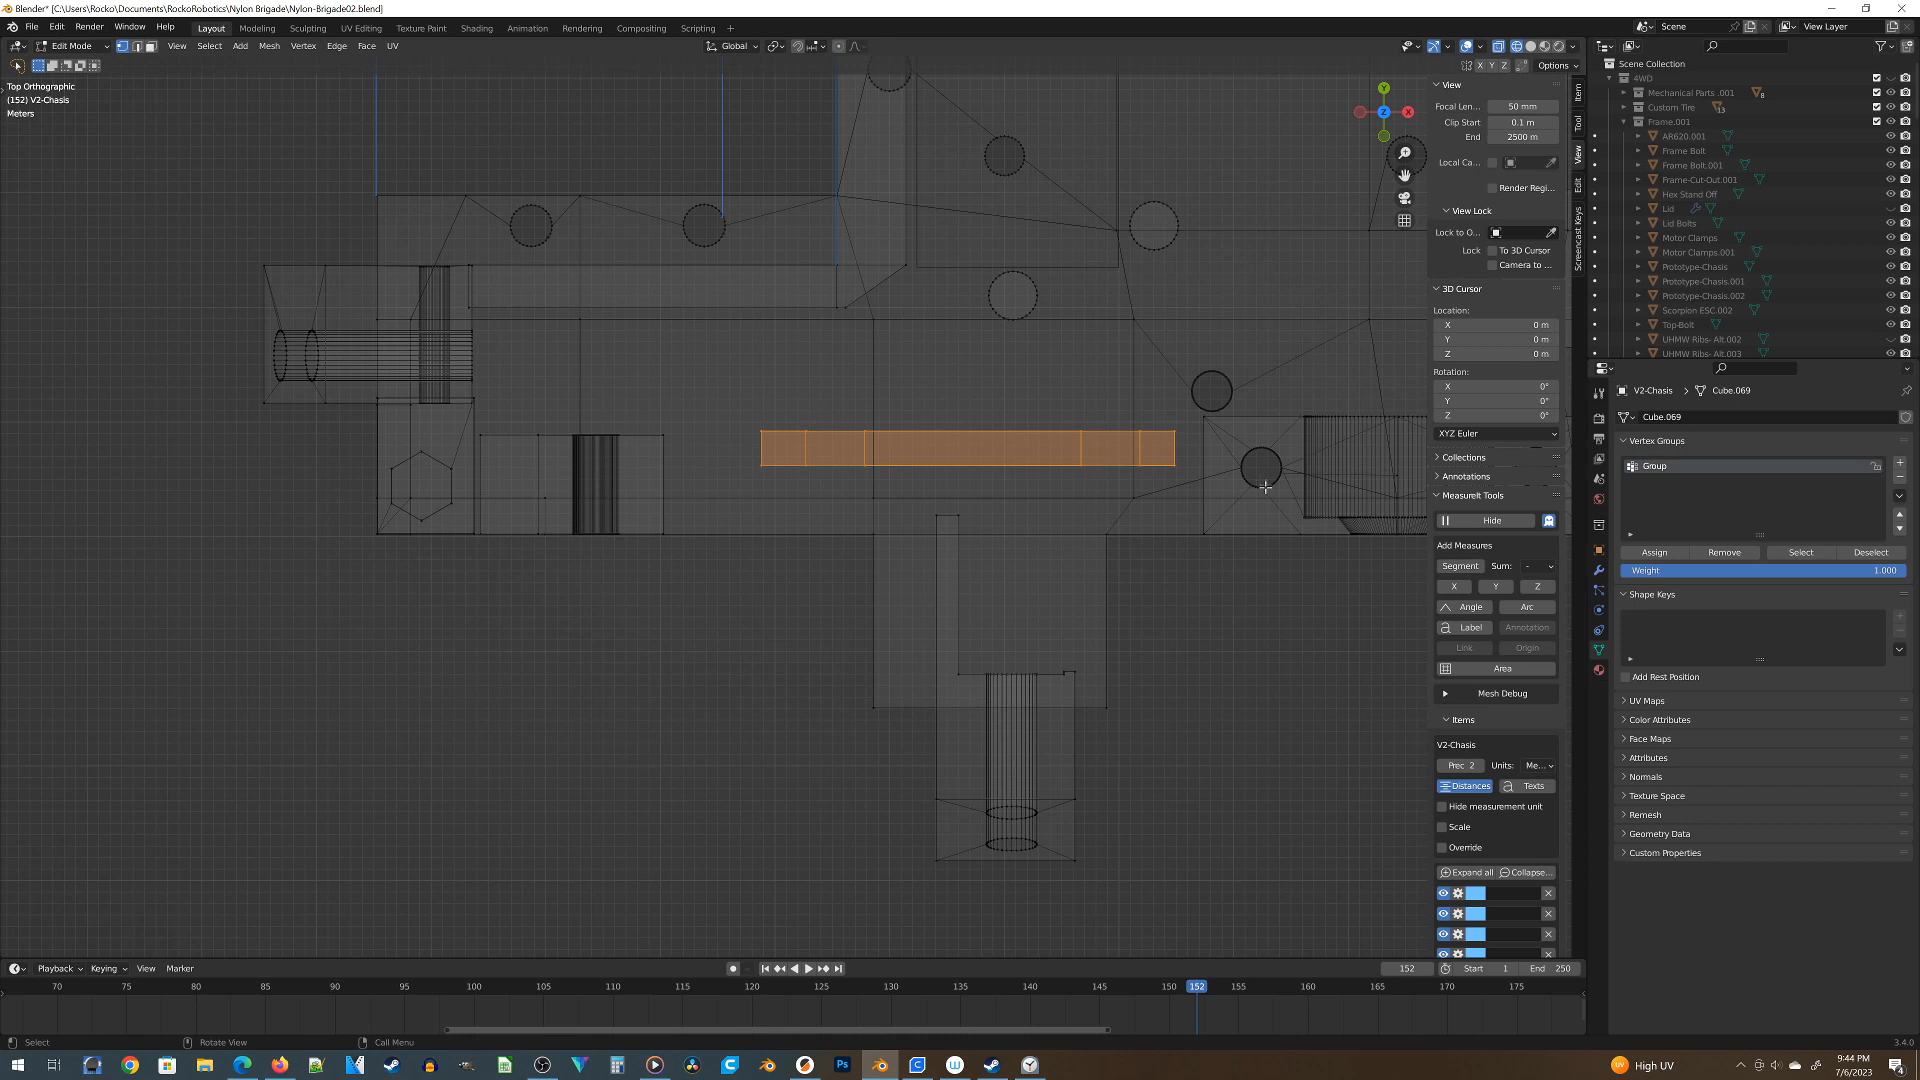 Blender* [C:\Users\Rocko\Documents\RockoRobotics\Nylon Brigade\Nylon-Brigade02.blend]
File Edit Render Window Help Layout Modeling Sculpting UV Editing Texture Paint Shading Animation Rendering Compositing Scripting + Scene View Layer
Edit Mode View Select Add Mesh Vertex Edge Face UV Global
X Y Z Options
Top Orthographic
(152) V2-Chasis
Meters
Y
X
Z
Item
Tool
View
Edit
Screencast Keys
View
Focal Len... 50 mm
Clip Start 0.1 m
End 2500 m
Local Ca...
Render Regi...
View Lock
Lock to O...
Lock To 3D Cursor
Camera to ...
3D Cursor
Location:
X 0 m
Y 0 m
Z 0 m
Rotation:
X 0°
Y 0°
Z 0°
XYZ Euler
Collections
Annotations
MeasureIt Tools
Hide
Add Measures
Segment Sum: -
X Y Z
Angle Arc
a Label Annotation
Link Origin
Area
Mesh Debug
Items
V2-Chasis
Prec 2 Units: Me...
Distances a Texts
Hide measurement unit
Scale
Override
Expand all Collapse...
Scene Collection
4WD
Mechanical Parts .001 8
Custom Tire 13
Frame.001
AR620.001
Frame Bolt
Frame Bolt.001
Frame-Cut-Out.001
Hex Stand Off
Lid
Lid Bolts
Motor Clamps
Motor Clamps.001
Prototype-Chasis
Prototype-Chasis.001
Prototype-Chasis.002
Scorpion ESC.002
Top-Bolt
UHMW Ribs- Alt.002
UHMW Ribs- Alt.003
V2-Chasis > Cube.069
Cube.069
Vertex Groups
Group
Assign Remove Select Deselect
Weight 1.000
Shape Keys
Add Rest Position
UV Maps
Color Attributes
Face Maps
Attributes
Normals
Texture Space
Remesh
Geometry Data
Custom Properties
Playback Keying View Marker 152 Start 1 End 250
70 75 80 85 90 95 100 105 110 115 120 125 130 135 140 145 150 152 155 160 165 170 175
Select Rotate View Call Menu 3.4.0
Ps High UV 9:44 PM
7/6/2023 4